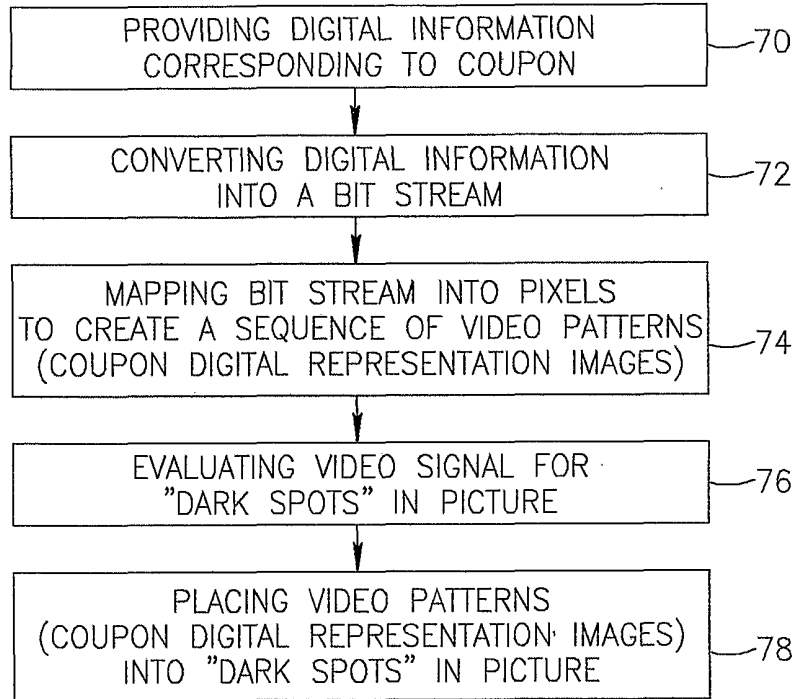 PROVIDING DIGITAL INFORMATION
CORRESPONDING TO COUPON
70
CONVERTING DIGITAL INFORMATION
INTO A BIT STREAM
72
MAPPING BIT STREAM INTO PIXELS
TO CREATE A SEQUENCE OF VIDEO PATTERNS
(COUPON DIGITAL REPRESENTATION IMAGES)
74
EVALUATING VIDEO SIGNAL FOR
"DARK SPOTS" IN PICTURE
76
PLACING VIDEO PATTERNS
(COUPON DIGITAL REPRESENTATION IMAGES)
INTO "DARK SPOTS" IN PICTURE
78